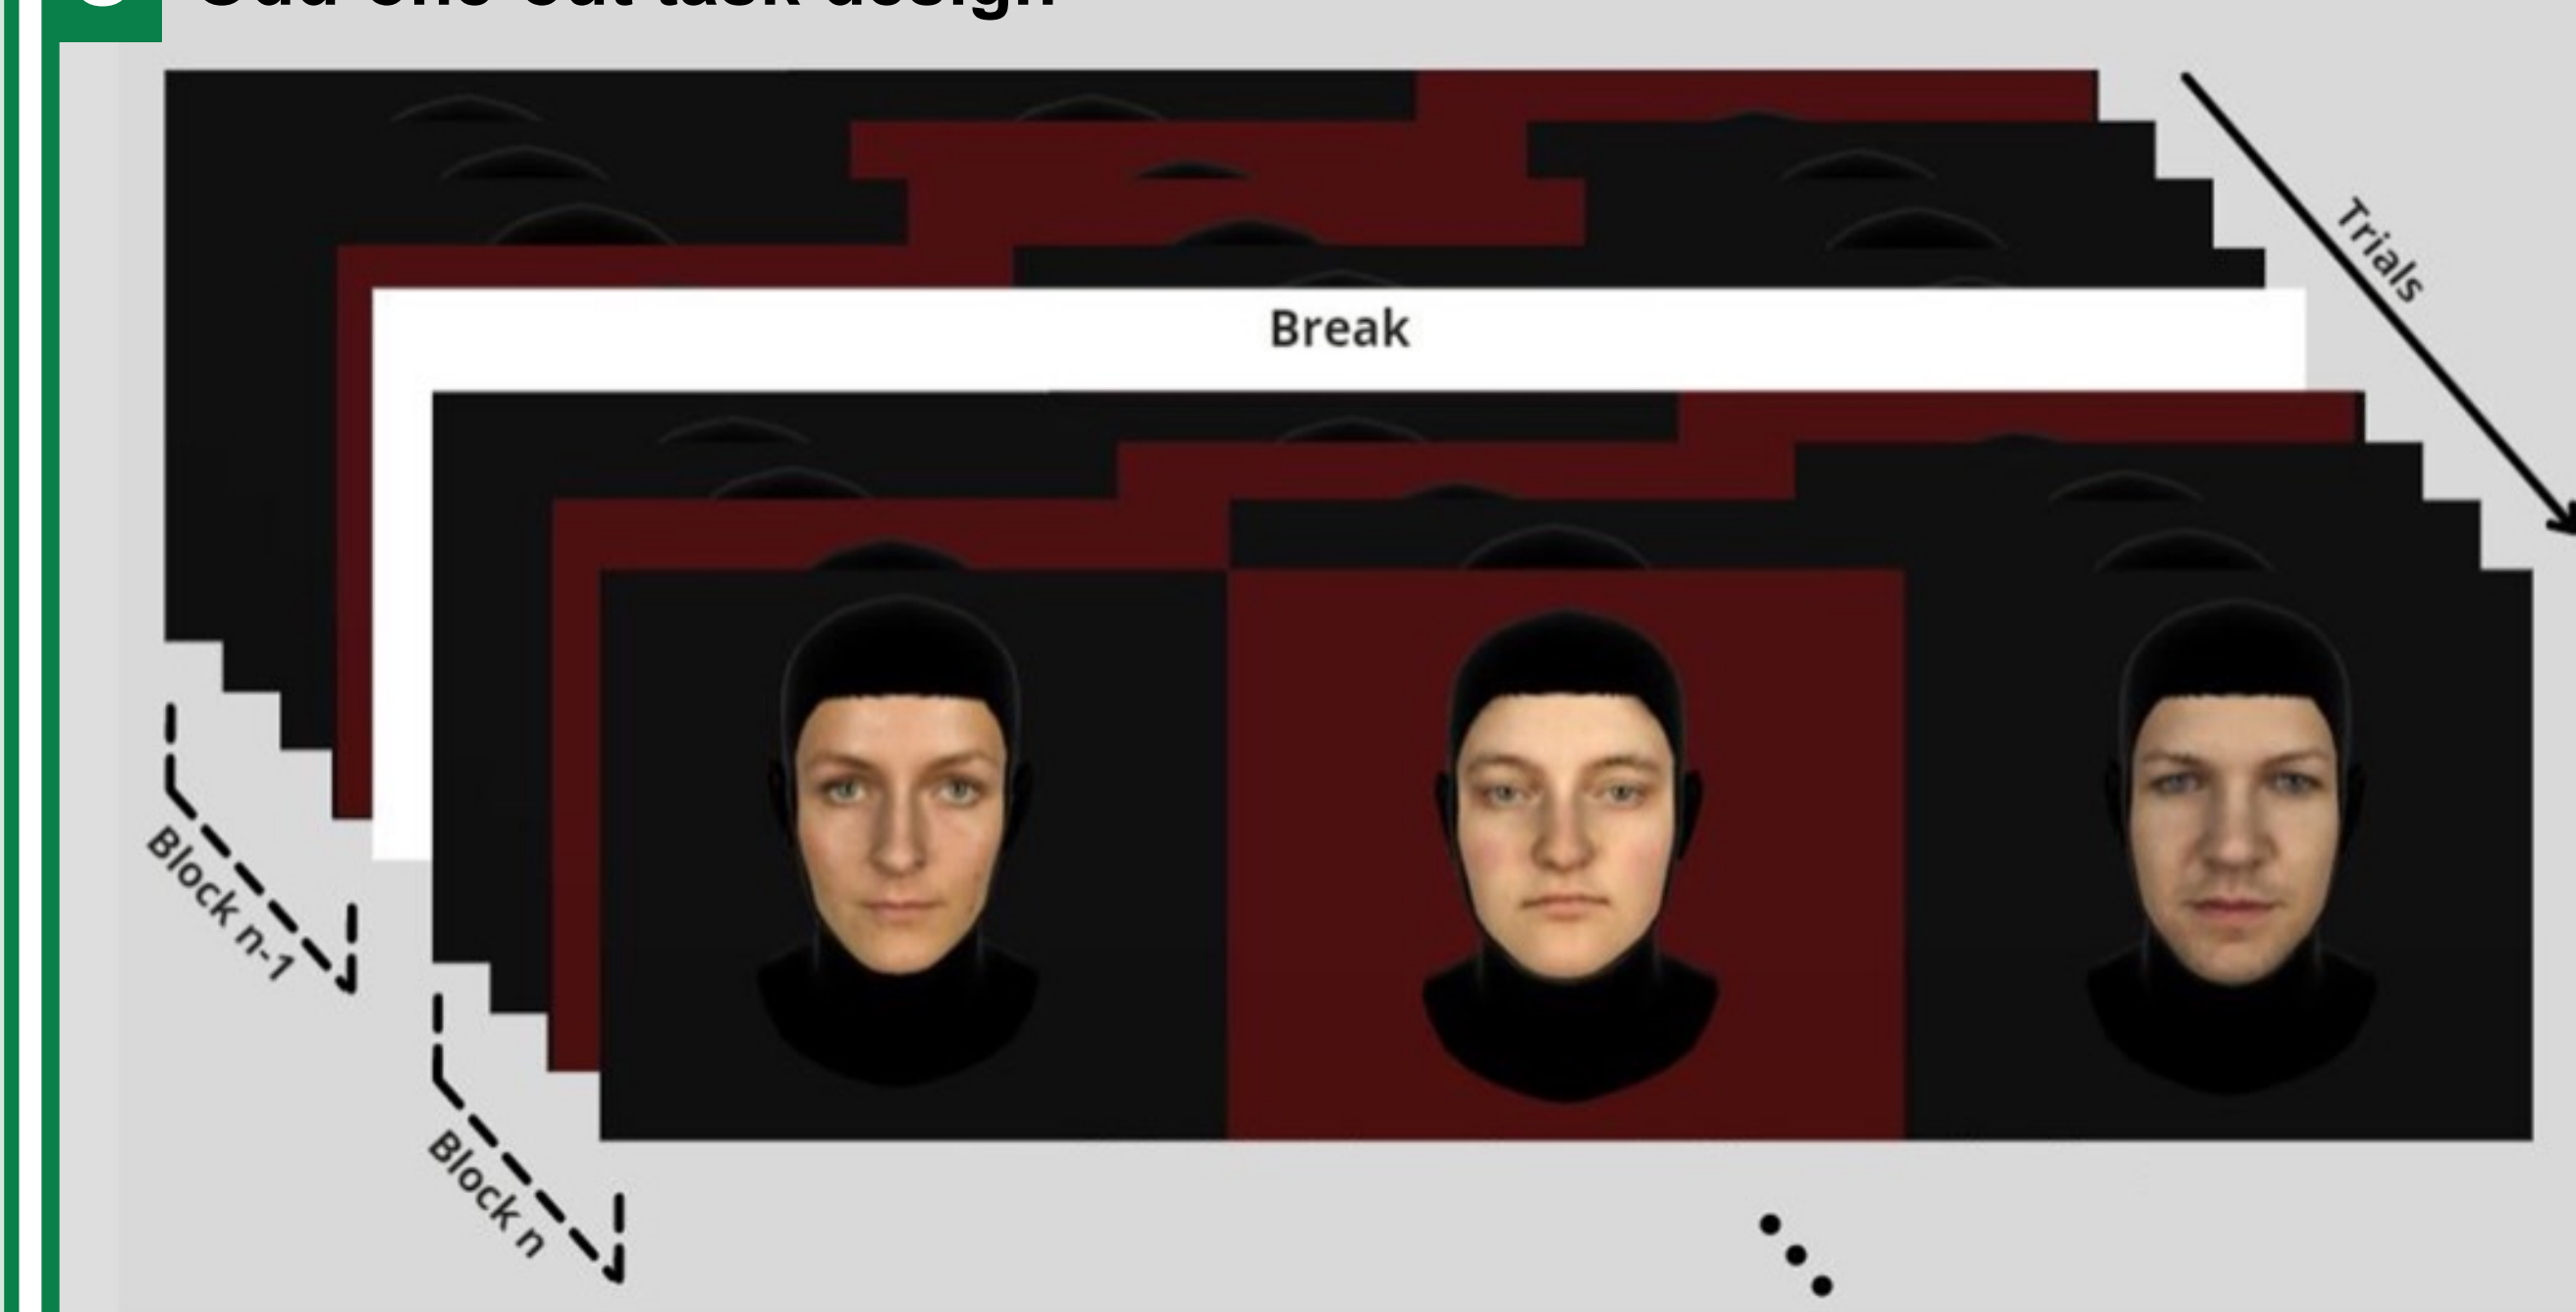 Odd-one-out task design
Trials
Break
Block n-1
Block n